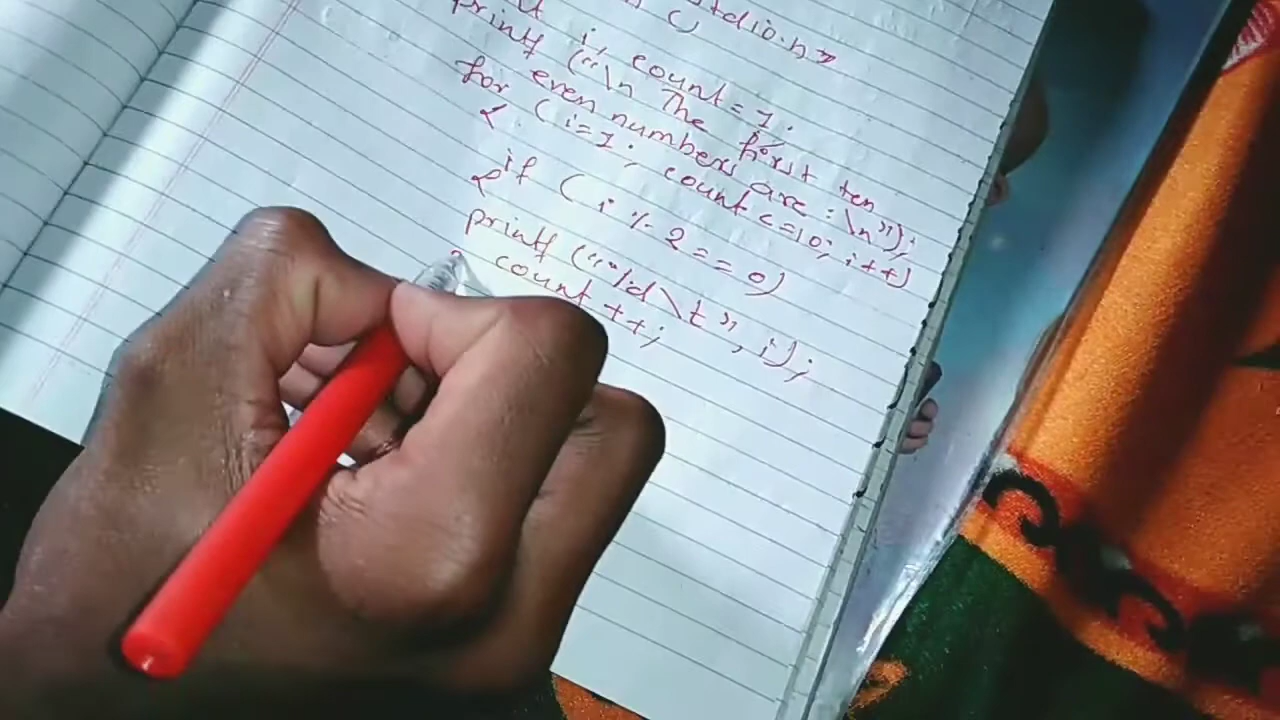 stdio.h>
()
i, count = 1;
printf ("\n The first ten
even numbers are :\n");
for (i=1; count <=10; i++)
{
if ( i % 2 == 0)
{
printf ("%d\t", i);
count ++;